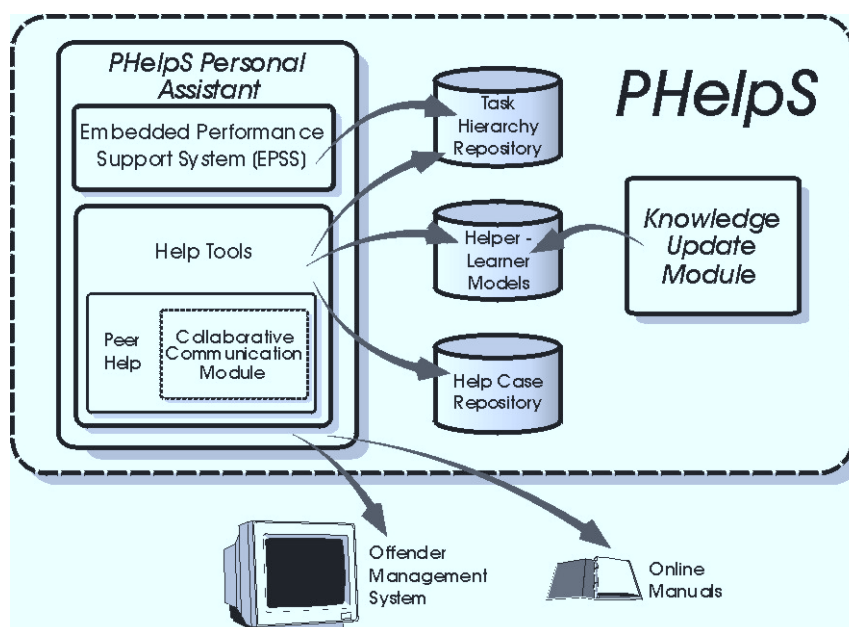 PHelpS Personal
Assistant
Embedded Performance
Support System (EPSS)
Help Tools
Peer
Help
Collaborative
Communication
Module
Task
Hierarchy
Repository
Helper -
Learner
Models
Help Case
Repository
PHelpS
Knowledge
Update
Module
Offender
Management
System
Online
Manuals